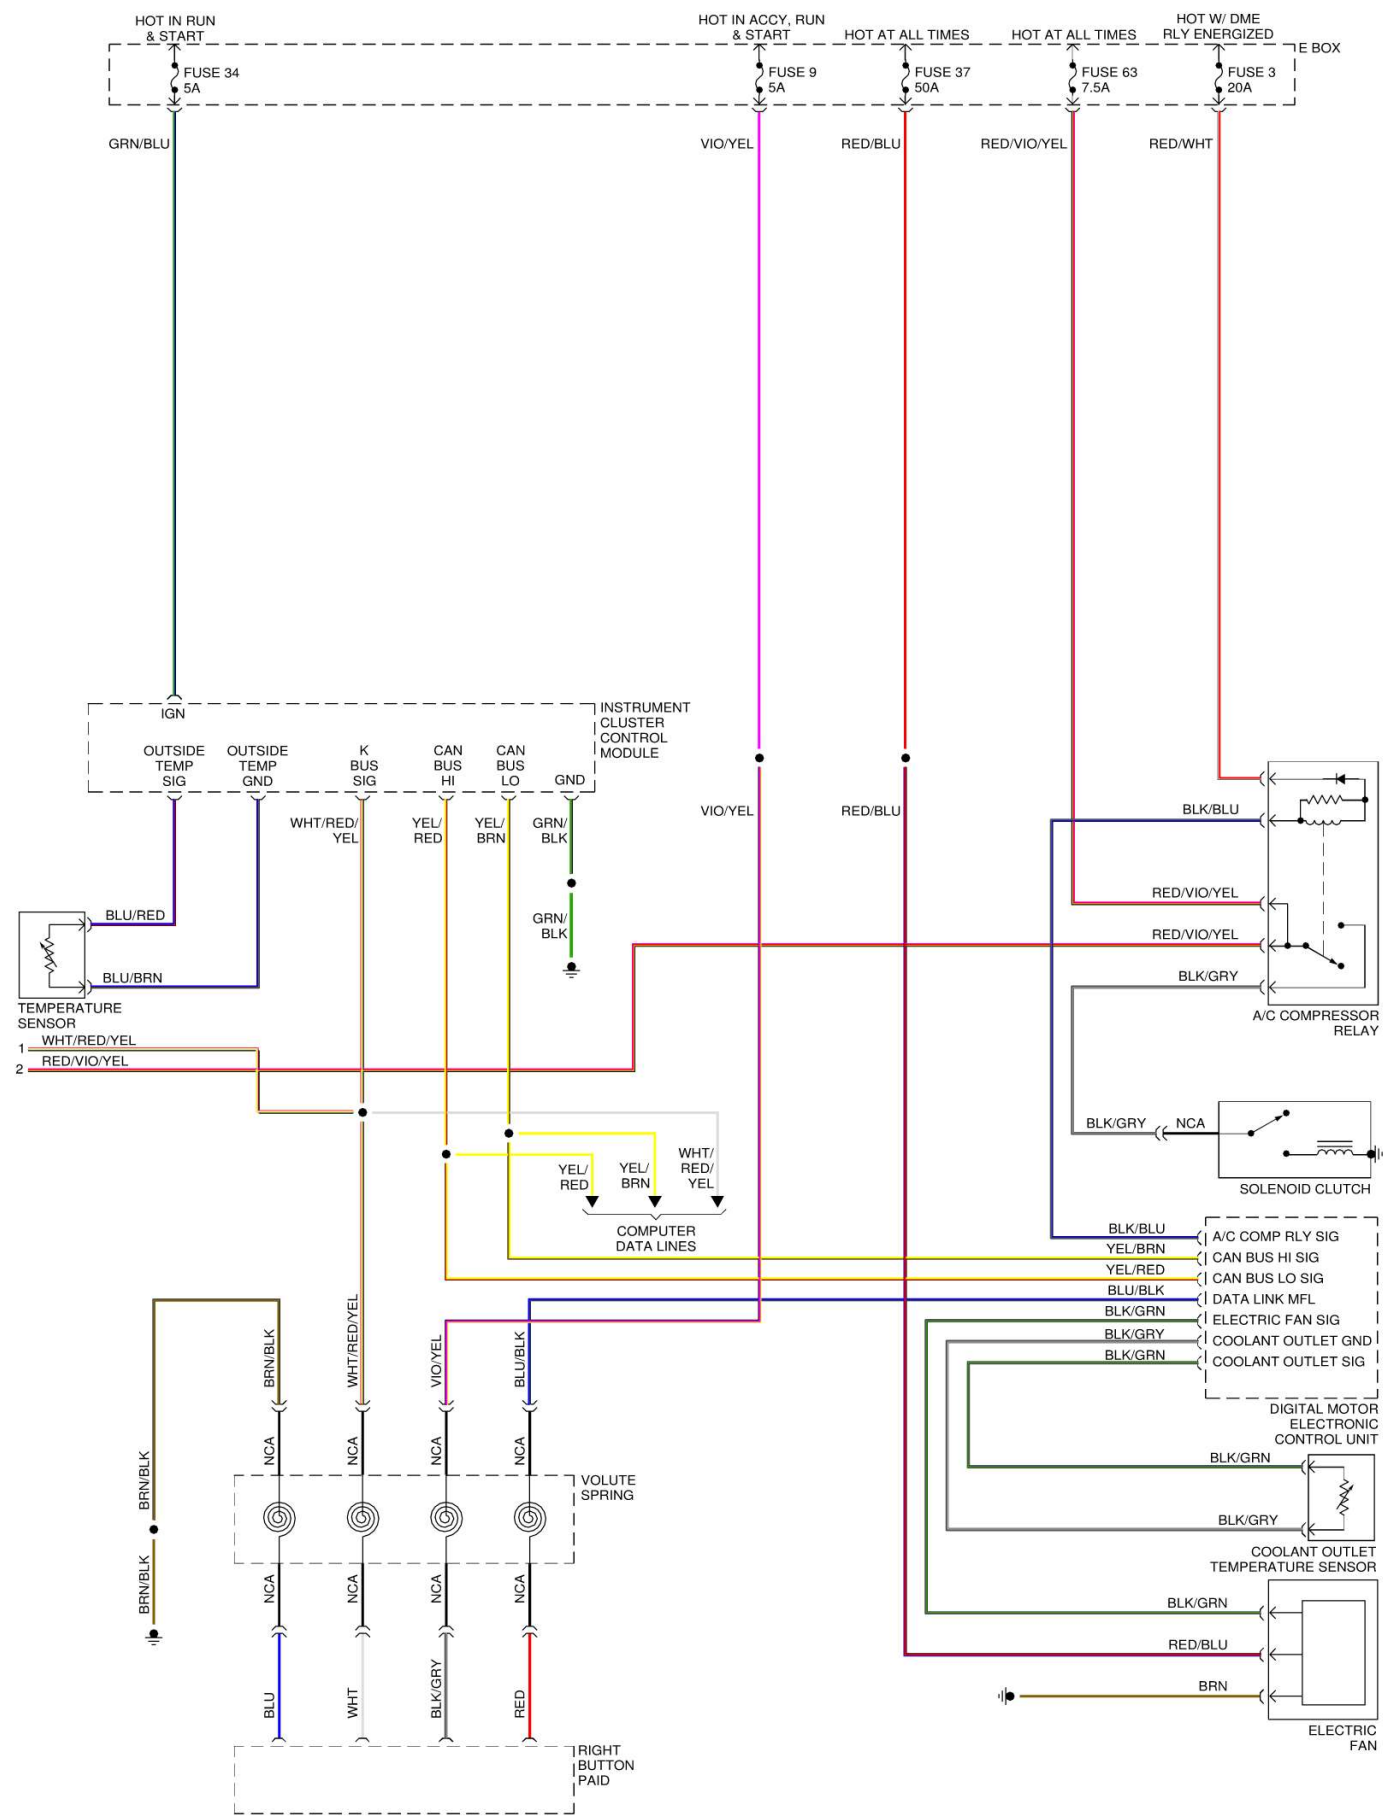 HOT IN RUN
& START
HOT IN ACCY, RUN
& START
HOT AT ALL TIMES
HOT AT ALL TIMES
HOT W/ DME
RLY ENERGIZED
E BOX
FUSE 34
5A
FUSE 9
5A
FUSE 37
50A
FUSE 63
7.5A
FUSE 3
20A
GRN/BLU
VIO/YEL
RED/BLU
RED/VIO/YEL
RED/WHT
IGN
INSTRUMENT
CLUSTER
CONTROL
MODULE
OUTSIDE
TEMP
SIG
OUTSIDE
TEMP
GND
K
BUS
SIG
CAN
BUS
HI
CAN
BUS
LO
GND
WHT/RED/
YEL
YEL/
RED
YEL/
BRN
GRN/
BLK
VIO/YEL
RED/BLU
BLK/BLU
RED/VIO/YEL
RED/VIO/YEL
BLK/GRY
A/C COMPRESSOR
RELAY
BLU/RED
BLU/BRN
TEMPERATURE
SENSOR
GRN/
BLK
1
WHT/RED/YEL
2
RED/VIO/YEL
BLK/GRY
NCA
SOLENOID CLUTCH
YEL/
RED
YEL/
BRN
WHT/
RED/
YEL
COMPUTER
DATA LINES
BLK/BLU
A/C COMP RLY SIG
YEL/BRN
CAN BUS HI SIG
YEL/RED
CAN BUS LO SIG
BLU/BLK
DATA LINK MFL
BLK/GRN
ELECTRIC FAN SIG
BLK/GRY
COOLANT OUTLET GND
BLK/GRN
COOLANT OUTLET SIG
DIGITAL MOTOR
ELECTRONIC
CONTROL UNIT
BRN/BLK
WHT/RED/YEL
VIO/YEL
BLU/BLK
NCA
NCA
NCA
NCA
VOLUTE
SPRING
BRN/BLK
BRN/BLK
BLK/GRN
BLK/GRY
COOLANT OUTLET
TEMPERATURE SENSOR
NCA
NCA
NCA
NCA
BLU
WHT
BLK/GRY
RED
RIGHT
BUTTON
PAID
BLK/GRN
RED/BLU
BRN
ELECTRIC
FAN